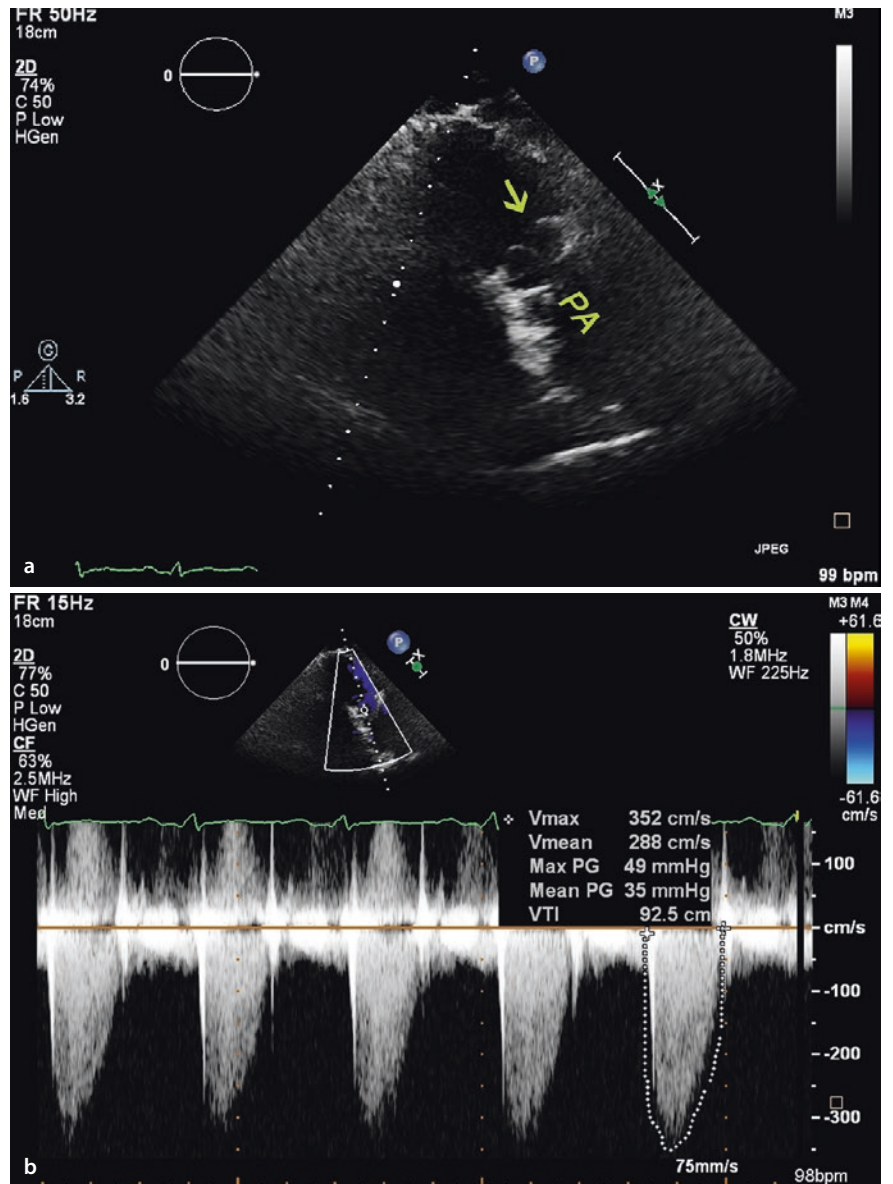 FR 50Hz
18cm
M3
2D
74%
C 50
P Low
HGen
0
P
X
PA
C
P R
1.6 3.2
JPEG
a
99 bpm
FR 15Hz
18cm
M3 M4
+61.6
CW
50%
1.8MHz
WF 225Hz
0
P
X
2D
77%
C 50
P Low
HGen
CF
63%
2.5MHz
WF High
Med
-61.6
cm/s
Vmax 352 cm/s
Vmean 288 cm/s
Max PG 49 mmHg
Mean PG 35 mmHg
VTI 92.5 cm
100
cm/s
-100
-200
-300
b
75mm/s
98bpm